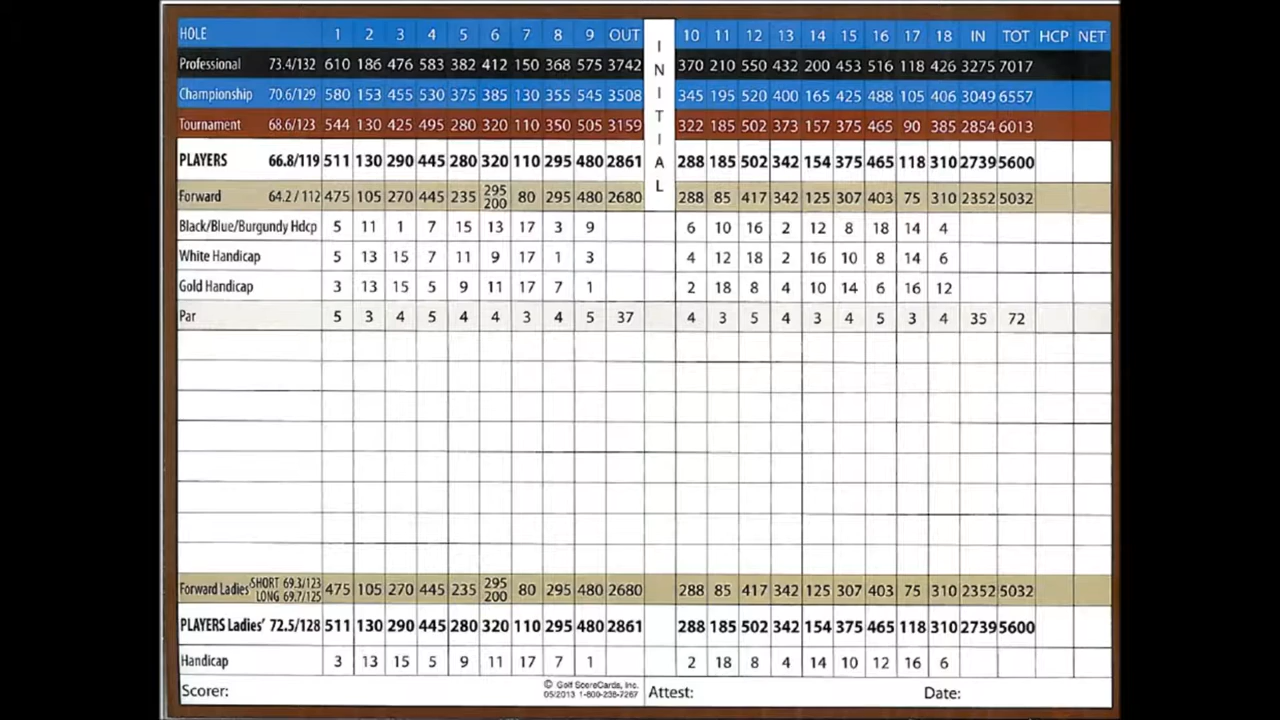 HOLE 1 2 3 4 5 6 7 8 9 OUT INITIAL 10 11 12 13 14 15 16 17 18 IN TOT HCP NET
Professional 73.4/132 610 186 476 583 382 412 150 368 575 3742 370 210 550 432 200 453 516 118 426 3275 7017
Championship 70.6/129 580 153 455 530 375 385 130 355 545 3508 345 195 520 400 165 425 488 105 406 3049 6557
Tournament 68.6/123 544 130 425 495 280 320 110 350 505 3159 322 185 502 373 157 375 465 90 385 2854 6013
PLAYERS 66.8/119 511 130 290 445 280 320 110 295 480 2861 288 185 502 342 154 375 465 118 310 2739 5600
Forward 64.2/112 475 105 270 445 235 295 200 80 295 480 2680 288 85 417 342 125 307 403 75 310 2352 5032
Black/Blue/Burgundy Hdcp 5 11 1 7 15 13 17 3 9 6 10 16 2 12 8 18 14 4
White Handicap 5 13 15 7 11 9 17 1 3 4 12 18 2 16 10 8 14 6
Gold Handicap 3 13 15 5 9 11 17 7 1 2 18 8 4 10 14 6 16 12
Par 5 3 4 5 4 4 3 4 5 37 4 3 5 4 3 4 5 3 4 35 72
Forward Ladies' SHORT 69.3/123 LONG 69.7/125 475 105 270 445 235 295 200 80 295 480 2680 288 85 417 342 125 307 403 75 310 2352 5032
PLAYERS Ladies' 72.5/128 511 130 290 445 280 320 110 295 480 2861 288 185 502 342 154 375 465 118 310 2739 5600
Handicap 3 13 15 5 9 11 17 7 1 2 18 8 4 14 10 12 16 6
Scorer: © Golf ScoreCards, Inc. 05/2013 1-800-238-7267 Attest: Date: